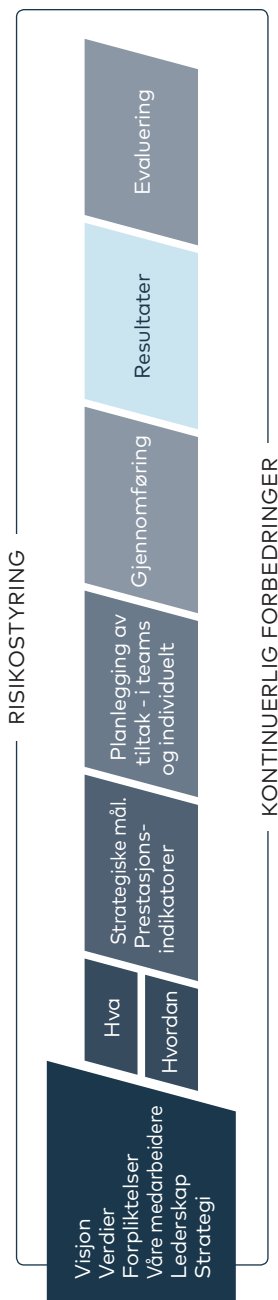 RISIKOSTYRING
Visjon
Verdier
Forpliktelser
Våre medarbeidere
Lederskap
Strategi
Hva
Hvordan
Strategiske mål.
Prestasjons-
indikatorer
Planlegging av
tiltak - i teams
og individuelt
Gjennomføring
Resultater
Evaluering
KONTINUERLIG FORBEDRINGER